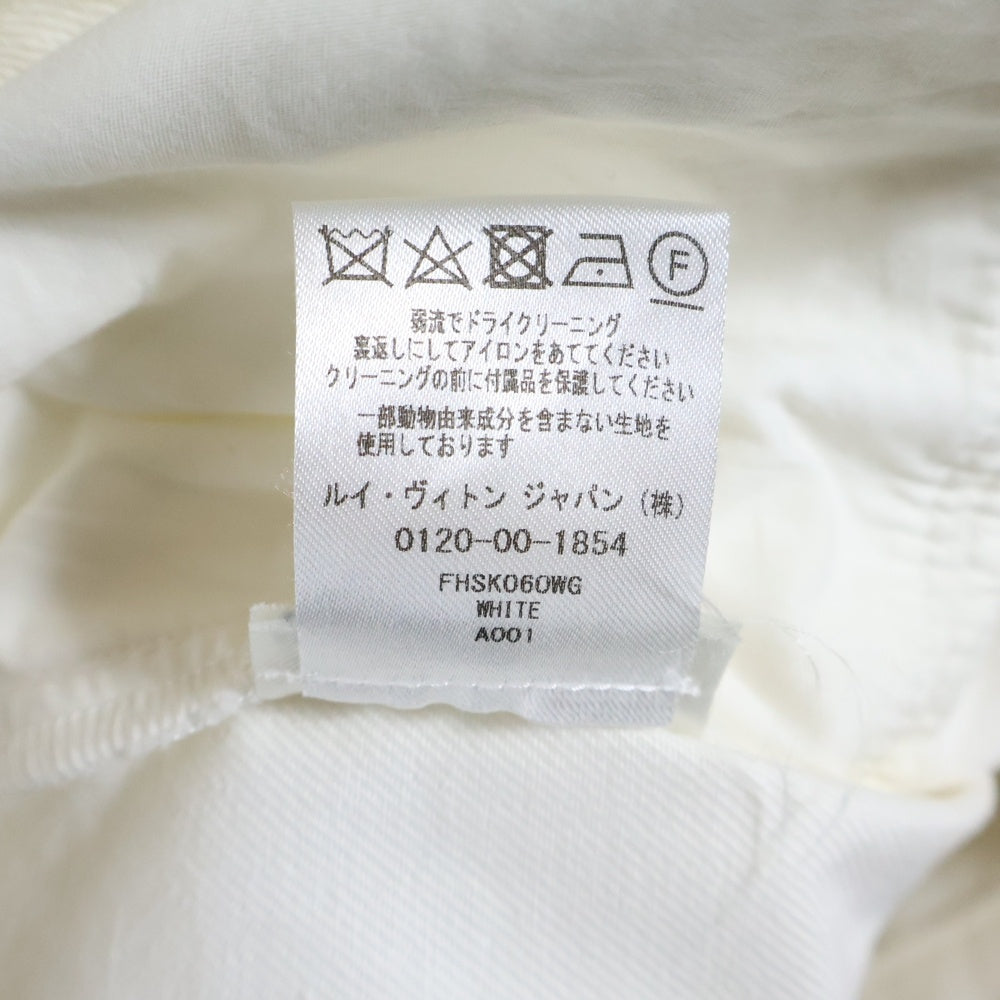 F
弱流でドライクリーニング
裏返しにしてアイロンをあててください
クリーニングの前に付属品を保護してください
一部動物由来成分を含まない生地を
使用しております
ルイ・ヴィトン ジャパン (株)
0120-00-1854
FHSK060WG
WHITE
A001